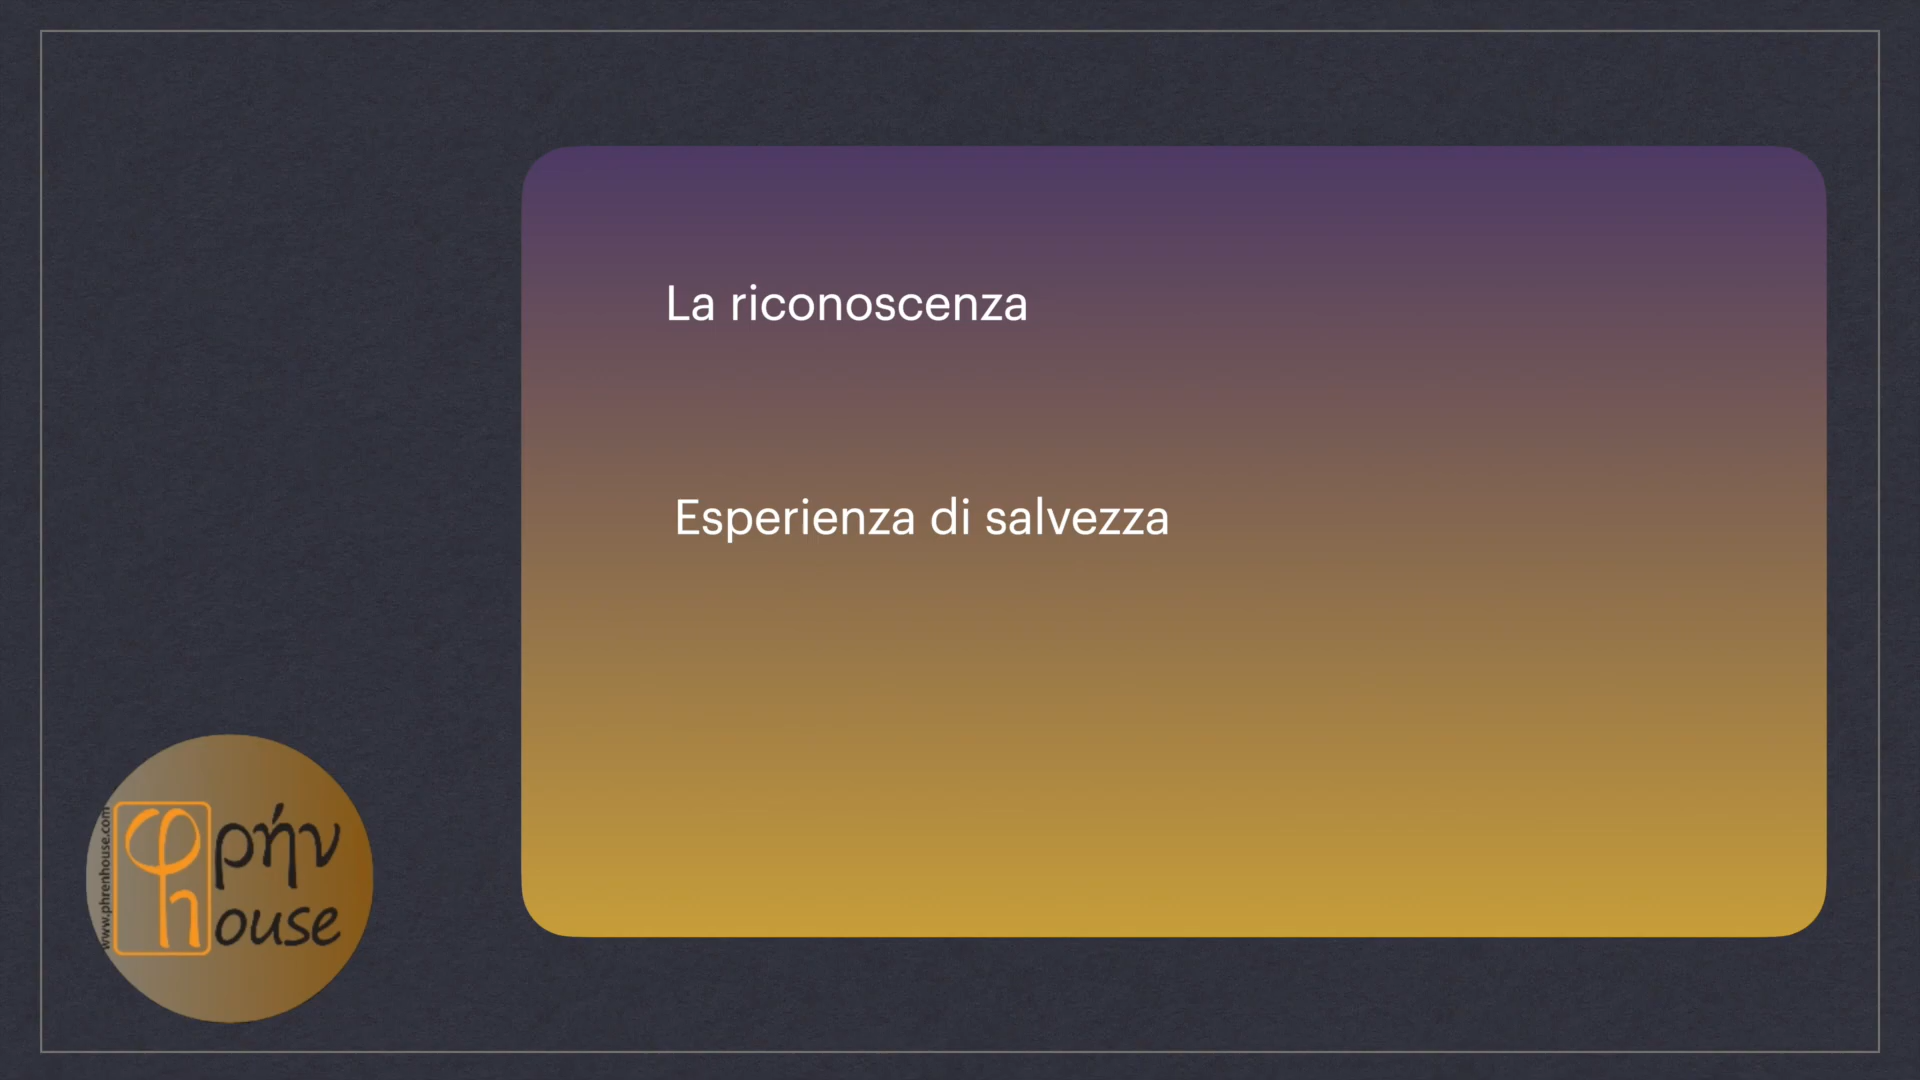 La riconoscenza
Esperienza di salvezza
www.phrenhouse.com
φρήν
house